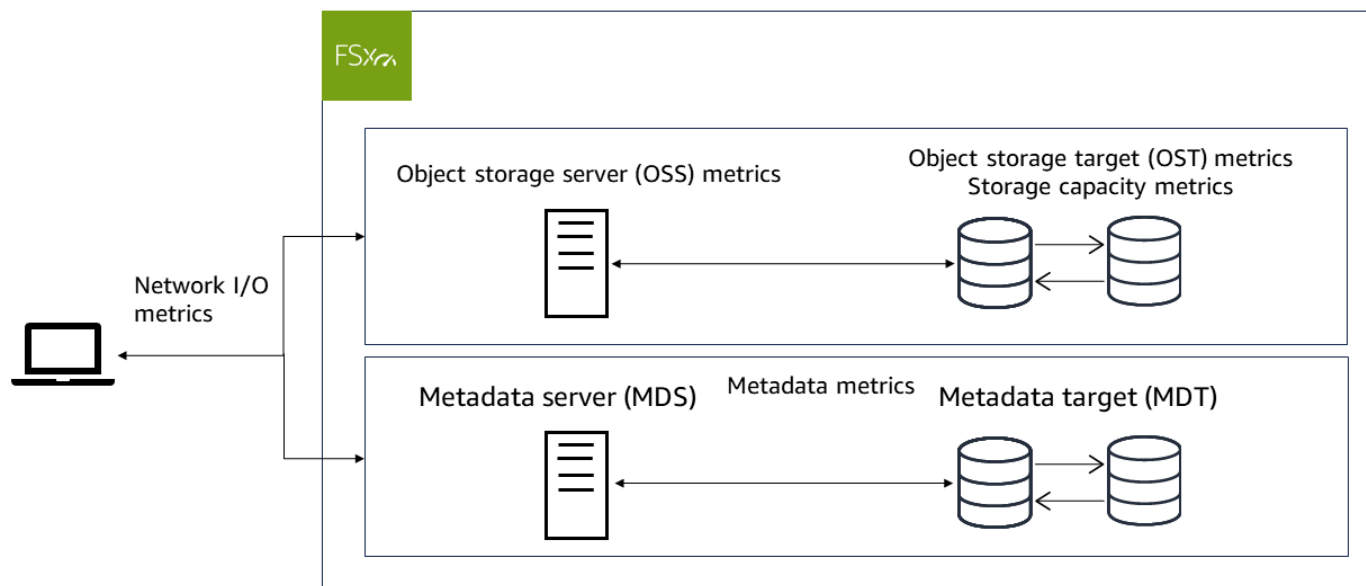 FSx
Object storage server (OSS) metrics
Object storage target (OST) metrics
Storage capacity metrics
Network I/O
metrics
Metadata server (MDS)
Metadata metrics
Metadata target (MDT)